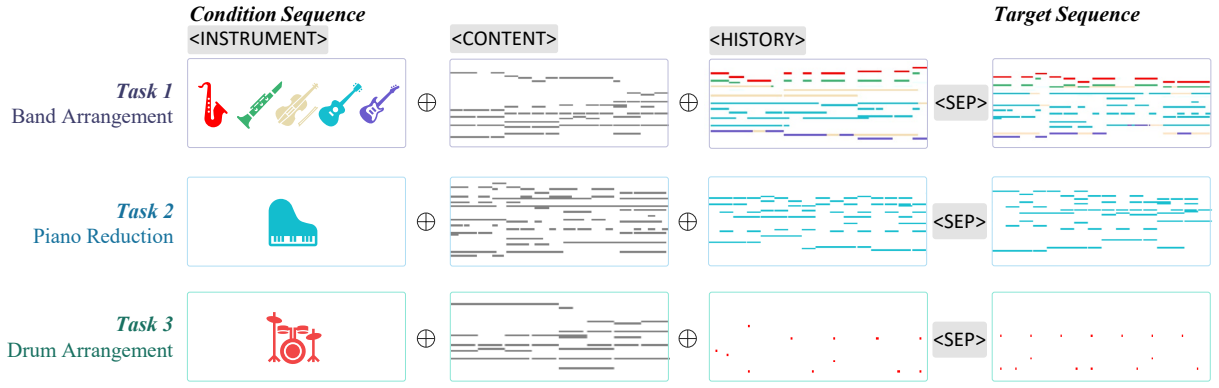 Condition Sequence
Target Sequence
<INSTRUMENT>
<CONTENT>
<HISTORY>
Task 1
Band Arrangement
⊕
⊕
<SEP>
Task 2
Piano Reduction
⊕
⊕
<SEP>
Task 3
Drum Arrangement
⊕
⊕
<SEP>